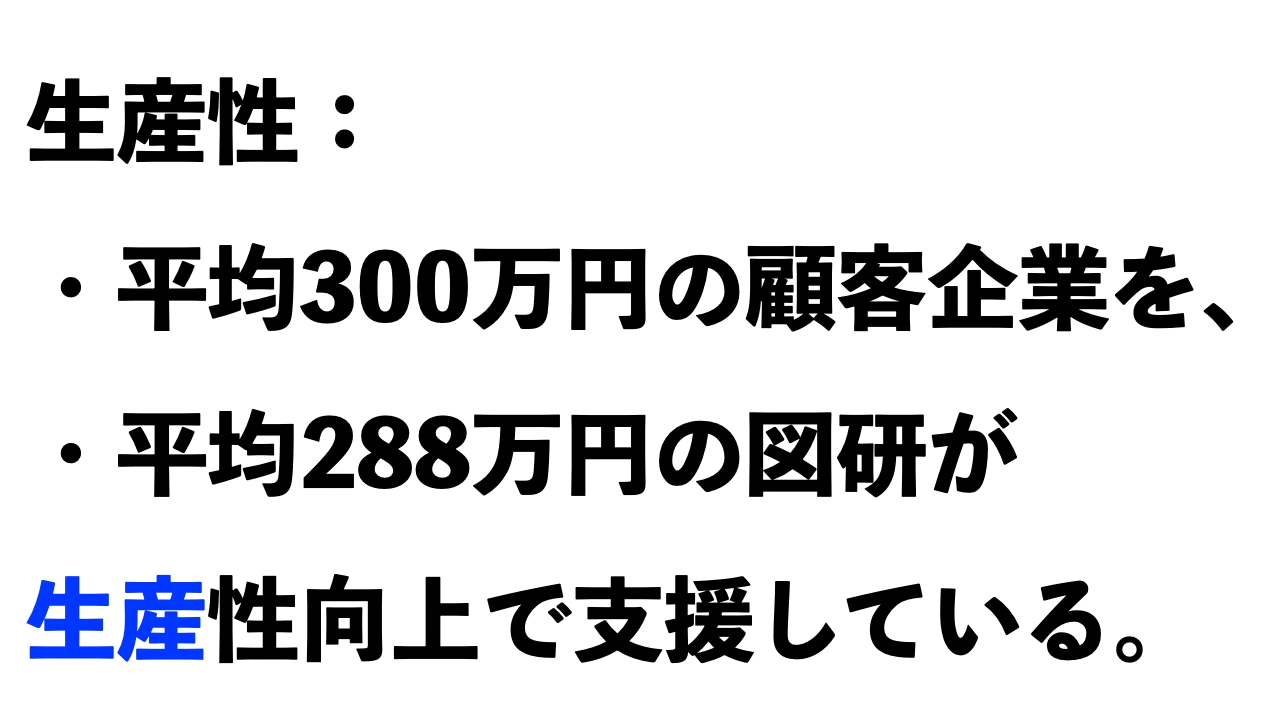 生産性：
・平均300万円の顧客企業を、
・平均288万円の図研が
生産性向上で支援している。